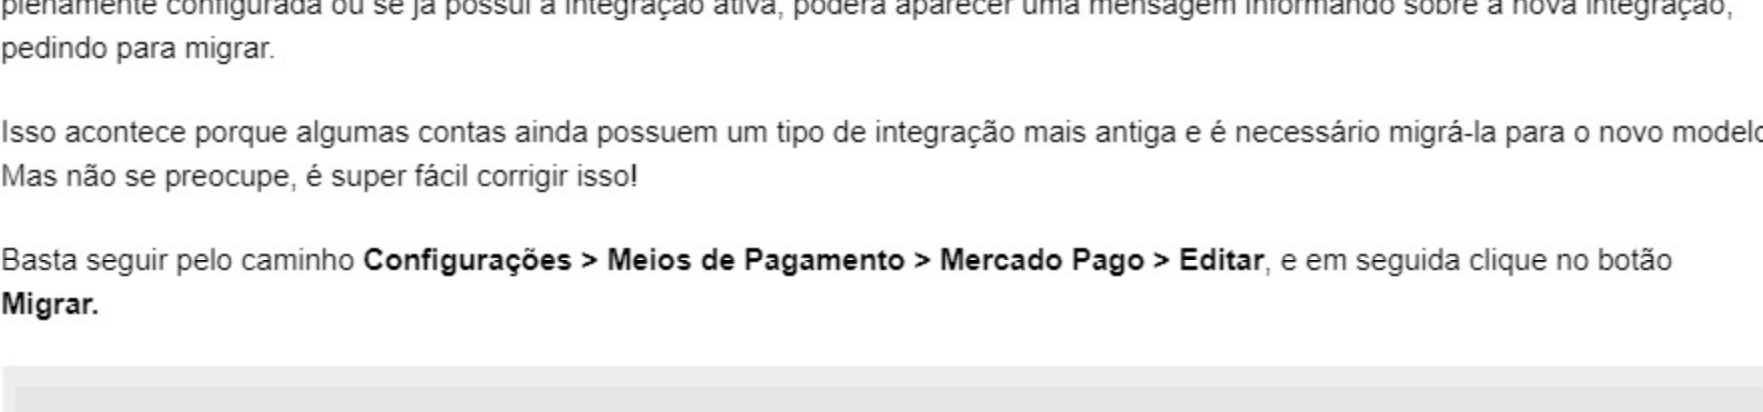 plenamente configurada ou se já possui a integração ativa, poderá aparecer uma mensagem informando sobre a nova integração,
pedindo para migrar.
Isso acontece porque algumas contas ainda possuem um tipo de integração mais antiga e é necessário migrá-la para o novo modelo
Mas não se preocupe, é super fácil corrigir isso!
Basta seguir pelo caminho Configurações > Meios de Pagamento > Mercado Pago > Editar, e em seguida clique no botão
Migrar.